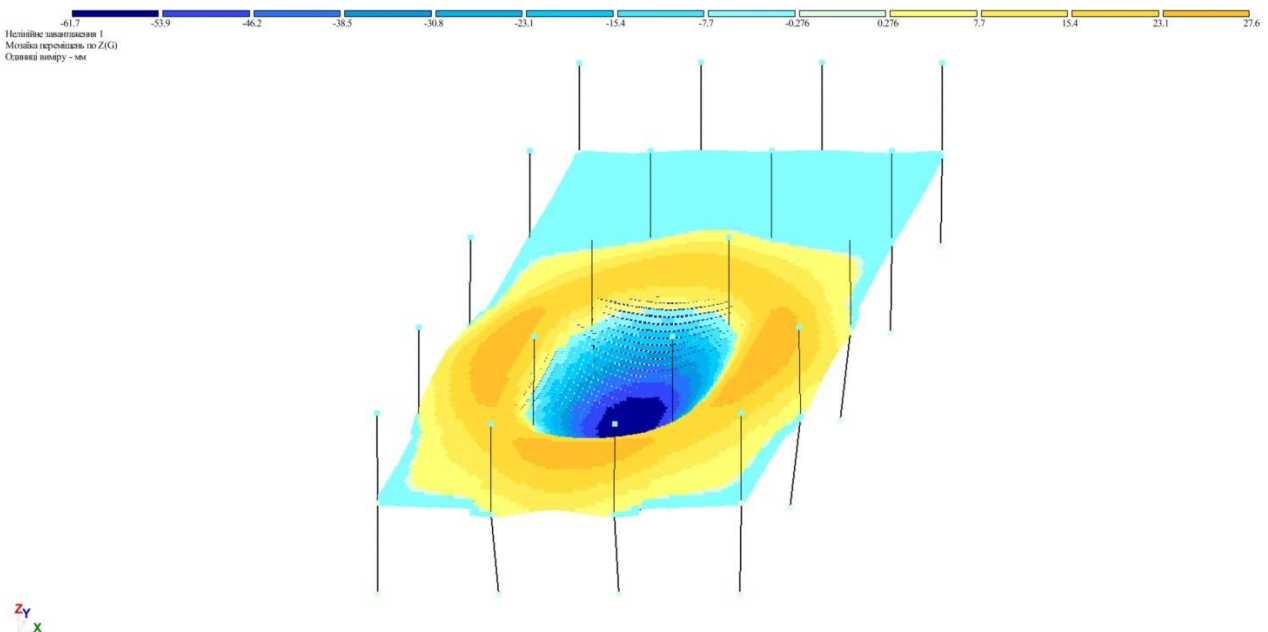 -61.7 -53.9 -46.2 -38.5 -30.8 -23.1 -15.4 -7.7 -0.276 0.276 7.7 15.4 23.1 27.6
Нелінійне завантаження 1
Мозаїка переміщень по Z(G)
Одиниці виміру - мм
Z
Y
X